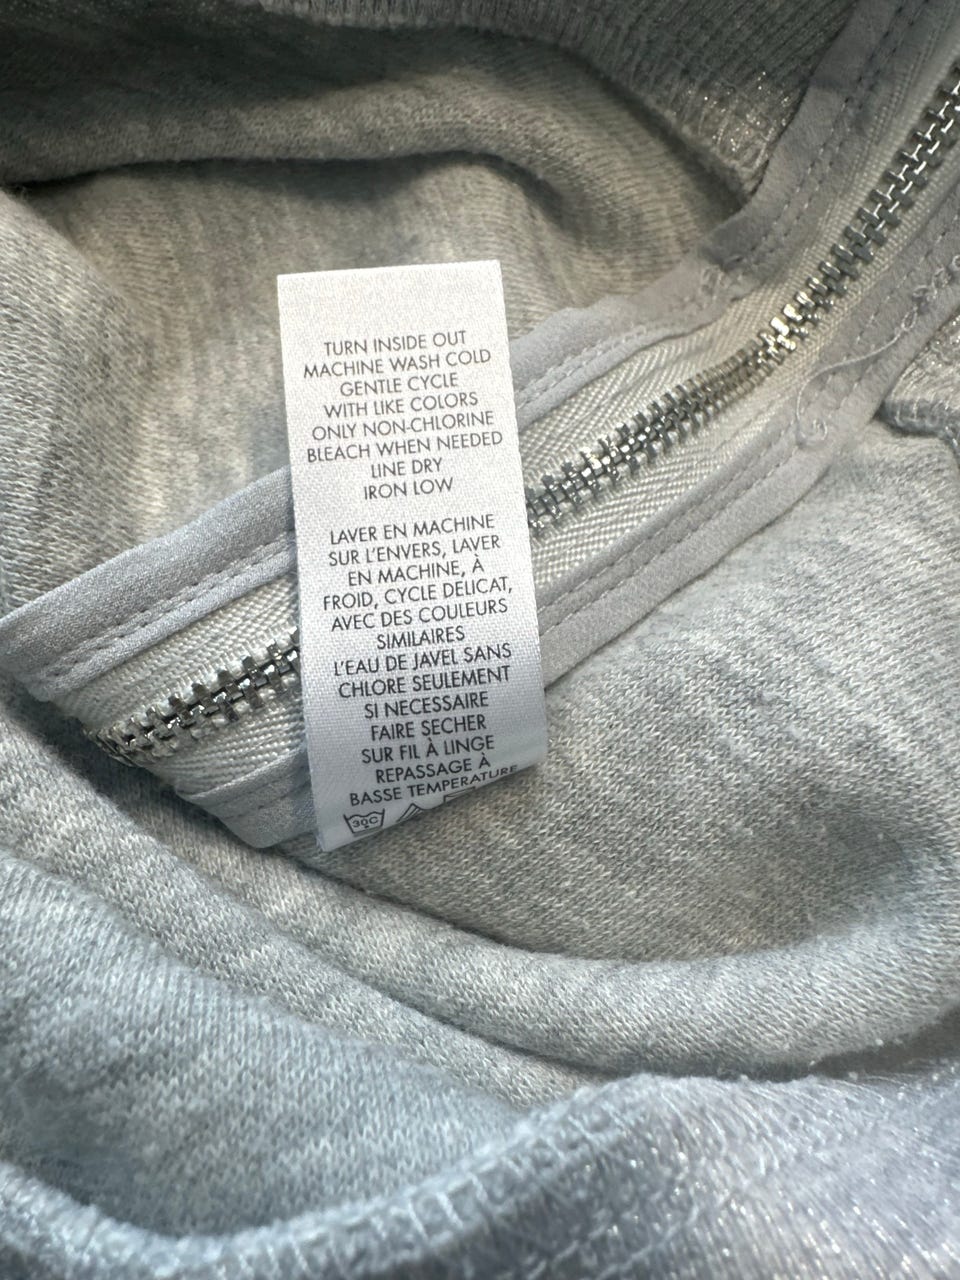 TURN INSIDE OUT
MACHINE WASH COLD
GENTLE CYCLE
WITH LIKE COLORS
ONLY NON-CHLORINE
BLEACH WHEN NEEDED
LINE DRY
IRON LOW
LAVER EN MACHINE
SUR L'ENVERS, LAVER
EN MACHINE, À
FROID, CYCLE DELICAT,
AVEC DES COULEURS
SIMILAIRES
L'EAU DE JAVEL SANS
CHLORE SEULEMENT
SI NECESSAIRE
FAIRE SECHER
SUR FIL À LINGE
REPASSAGE À
BASSE TEMPERATURE
30C